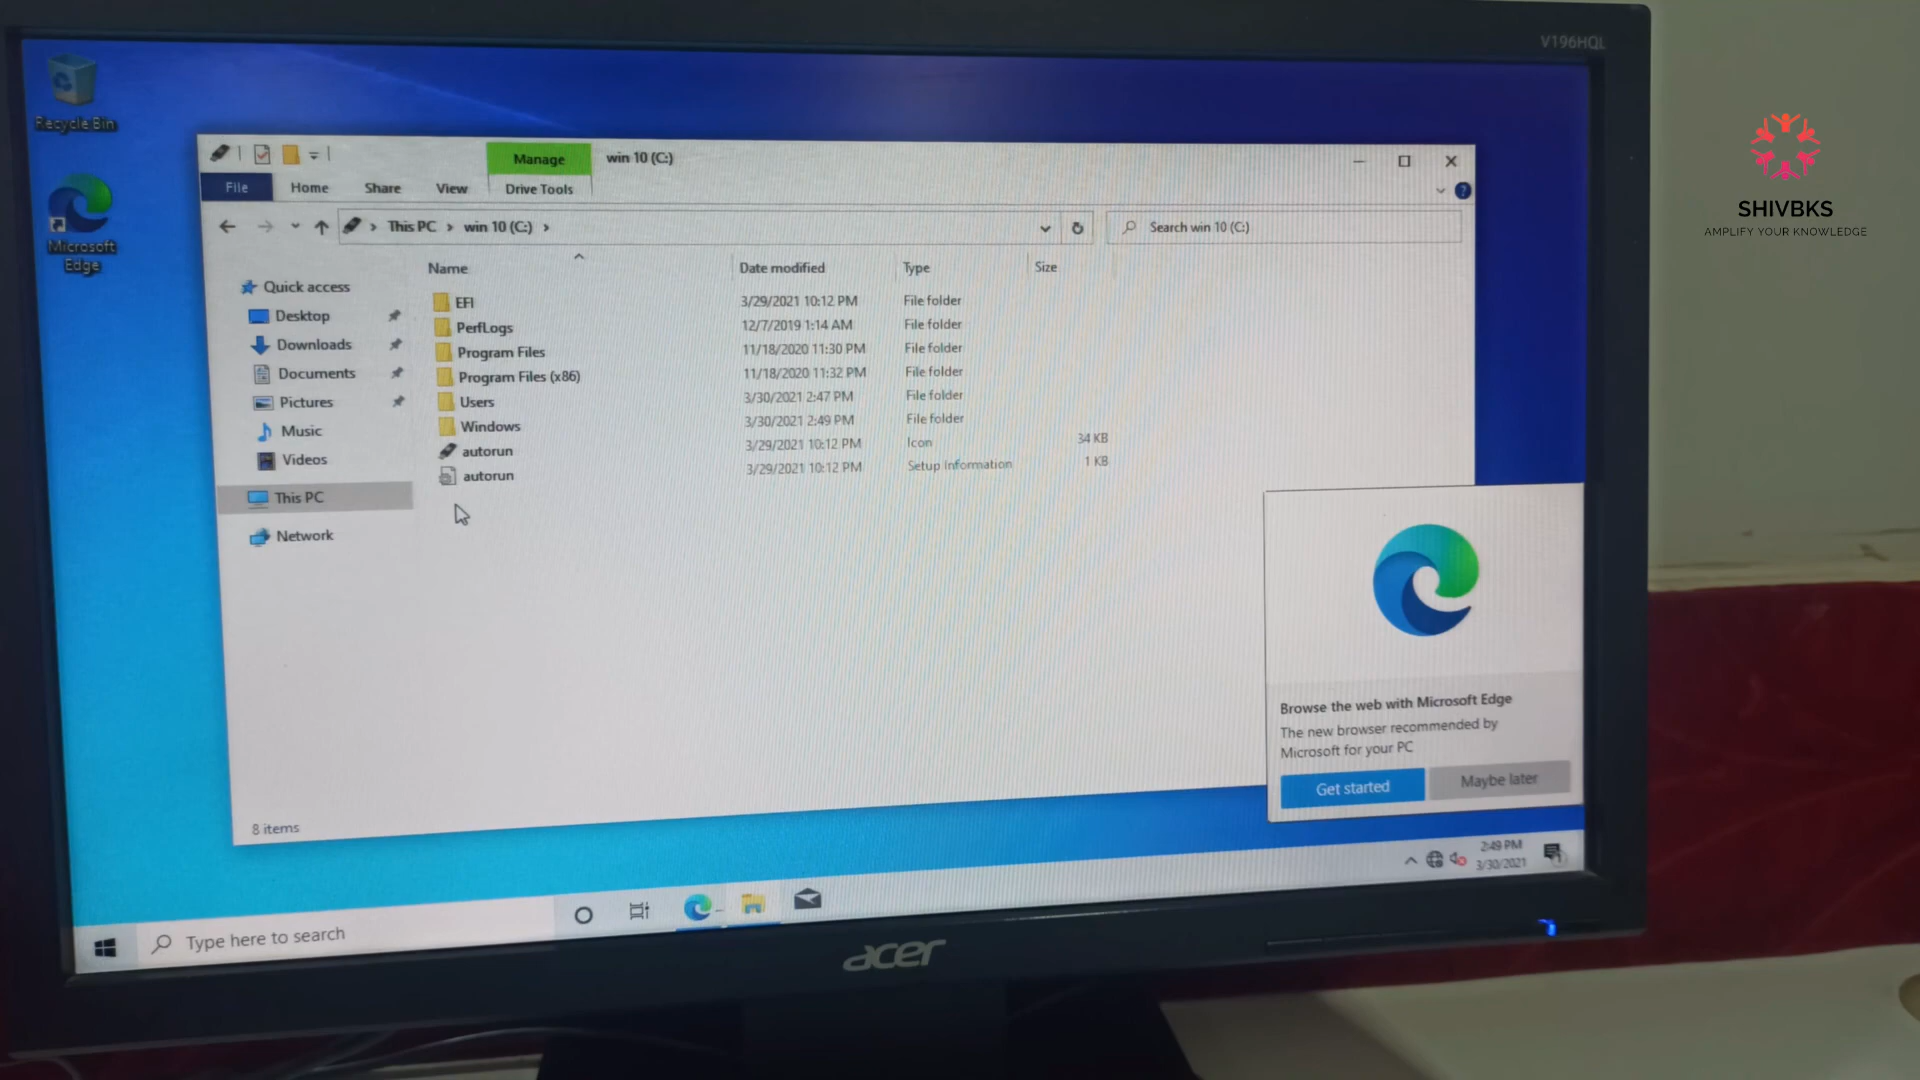 V196HQL
Recycle Bin
Microsoft
Edge
Manage
win 10 (C:)
File
Home
Share
View
Drive Tools
This PC
win 10 (C:)
Search win 10 (C:)
Name
Date modified
Type
Size
EFI
3/29/2021 10:12 PM
File folder
PerfLogs
12/7/2019 1:14 AM
File folder
Program Files
11/18/2020 11:30 PM
File folder
Program Files (x86)
11/18/2020 11:32 PM
File folder
Users
3/30/2021 2:47 PM
File folder
Windows
3/30/2021 2:49 PM
File folder
autorun
3/29/2021 10:12 PM
Icon
34 KB
autorun
3/29/2021 10:12 PM
Setup Information
1 KB
Quick access
Desktop
Downloads
Documents
Pictures
Music
Videos
This PC
Network
8 items
Browse the web with Microsoft Edge
The new browser recommended by
Microsoft for your PC
Get started
Maybe later
Type here to search
2:49 PM
3/30/2021
acer
SHIVBKS
AMPLIFY YOUR KNOWLEDGE